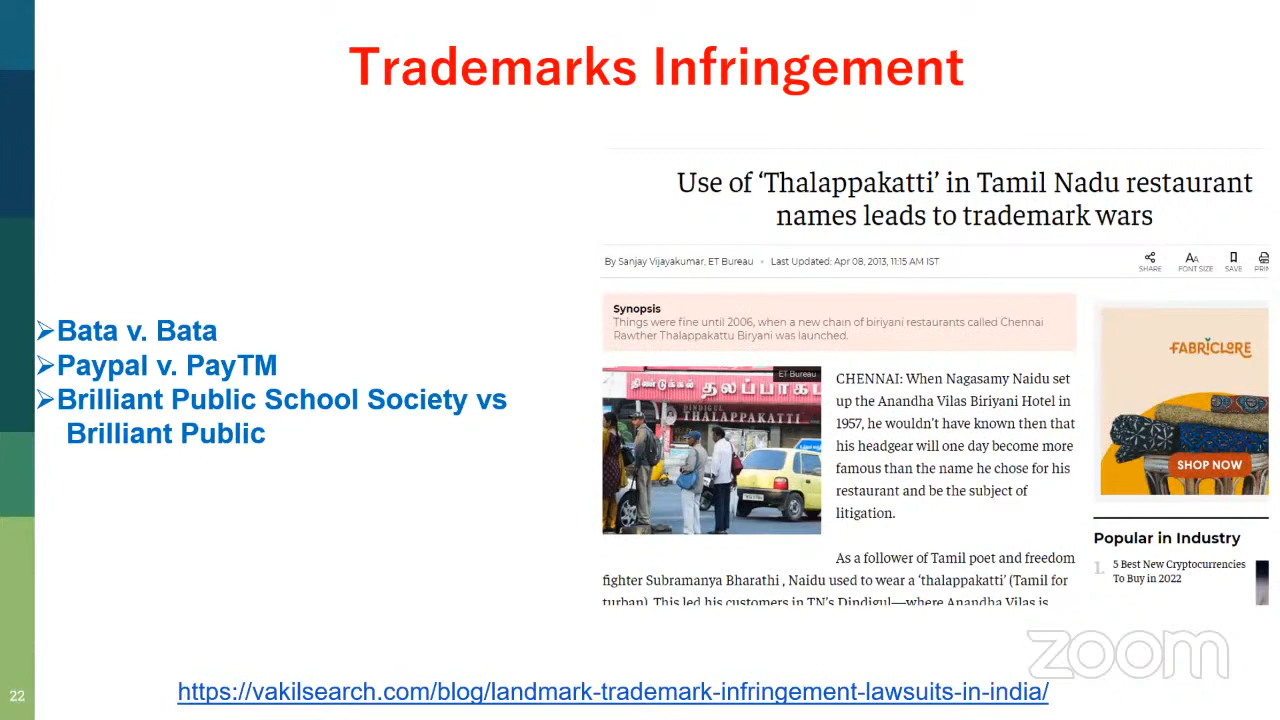 Trademarks Infringement
Use of ‘Thalappakatti’ in Tamil Nadu restaurant
names leads to trademark wars
By Sanjay Vijayakumar, ET Bureau • Last Updated: Apr 08, 2013, 11:15 AM IST
SHARE
FONT SIZE
SAVE
PRIN
Synopsis
Things were fine until 2006, when a new chain of biriyani restaurants called Chennai
Rawther Thalappakattu Biryani was launched.
➢Bata v. Bata
➢Paypal v. PayTM
➢Brilliant Public School Society vs
Brilliant Public
ET Bureau
திண்டுக்கல் தலப்பாக
DINDIGUL THALAPPAKATTI
CHENNAI: When Nagasamy Naidu set
up the Anandha Vilas Biriyani Hotel in
1957, he wouldn't have known then that
his headgear will one day become more
famous than the name he chose for his
restaurant and be the subject of
litigation.
As a follower of Tamil poet and freedom
fighter Subramanya Bharathi , Naidu used to wear a ‘thalappakatti’ (Tamil for
turban). This led his customers in TN's Dindigul—where Anandha Vilas is
FABRICLORE
SHOP NOW
Popular in Industry
1. 5 Best New Cryptocurrencies
To Buy in 2022
zoom
22
https://vakilsearch.com/blog/landmark-trademark-infringement-lawsuits-in-india/